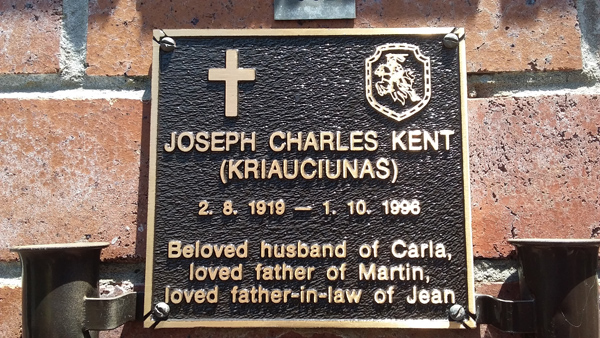 JOSEPH CHARLES KENT
(KRIAUCIUNAS)
2. 8. 1919 — 1. 10. 1996
Beloved husband of Carla,
loved father of Martin,
loved father-in-law of Jean